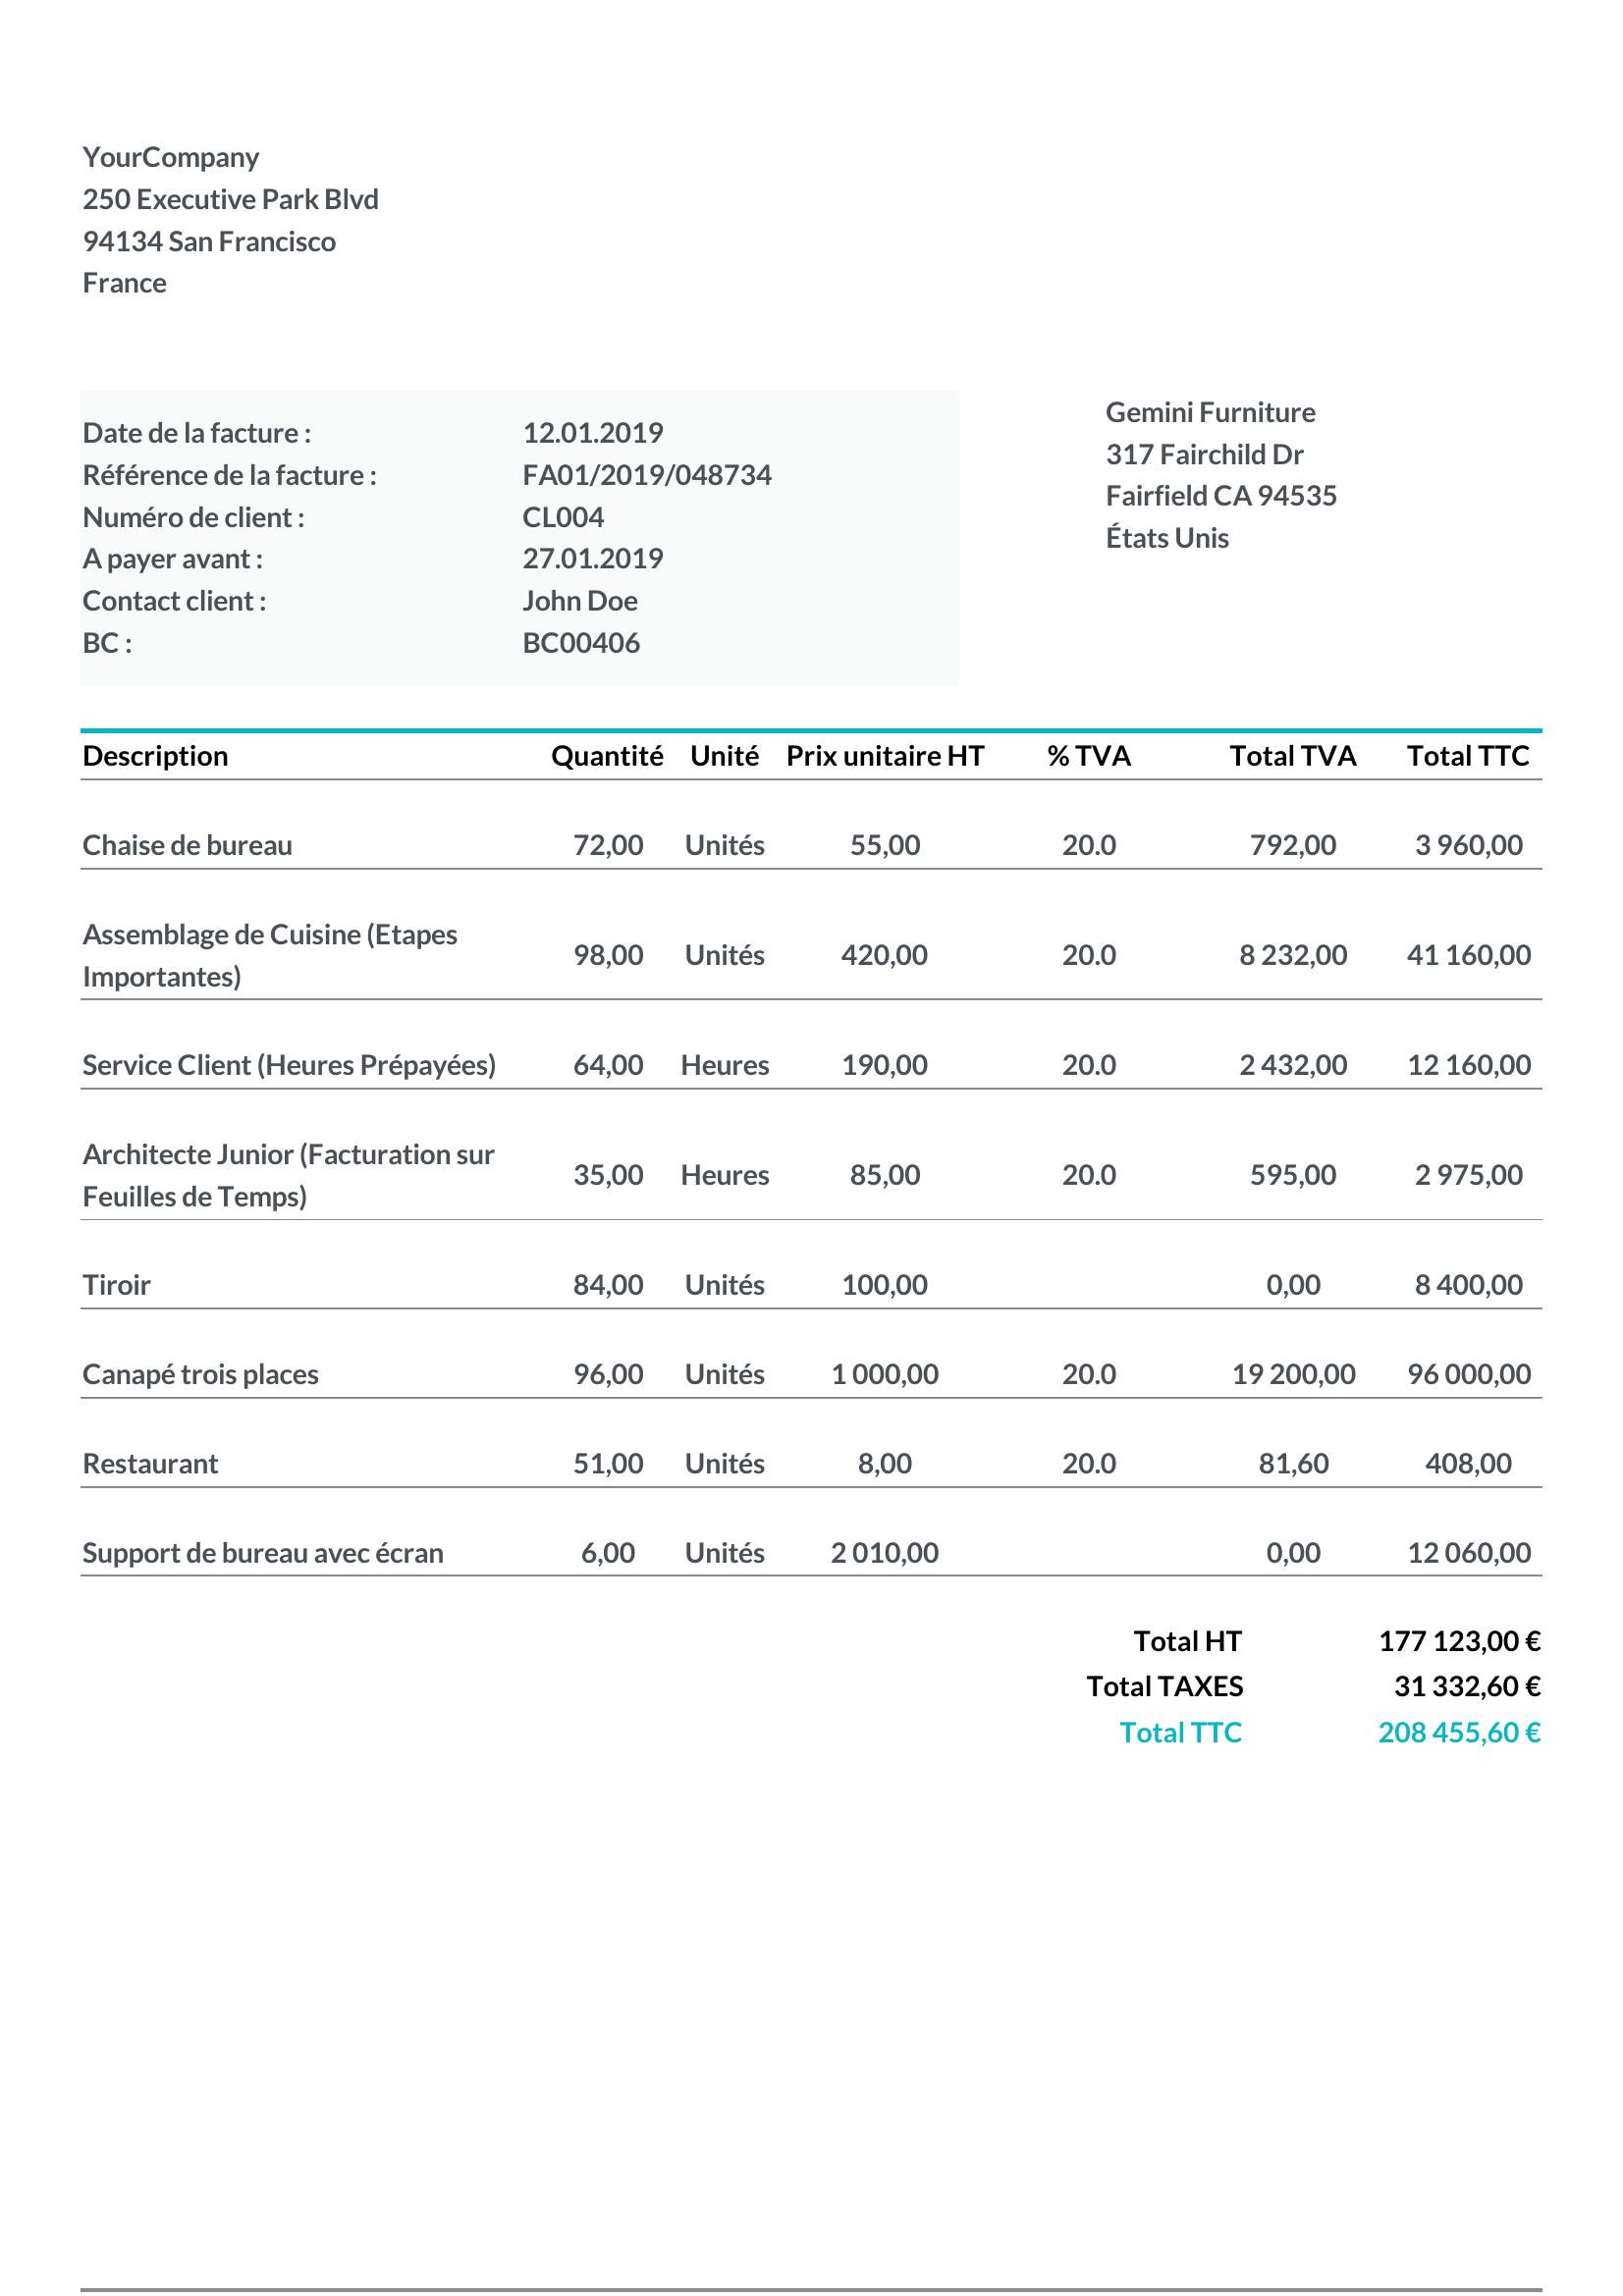 YourCompany
250 Executive Park Blvd
94134 San Francisco
France
Date de la facture : 12.01.2019
Référence de la facture : FA01/2019/048734
Numéro de client : CL004
A payer avant : 27.01.2019
Contact client : John Doe
BC : BC00406
Gemini Furniture
317 Fairchild Dr
Fairfield CA 94535
États Unis
Description Quantité Unité Prix unitaire HT % TVA Total TVA Total TTC
Chaise de bureau 72,00 Unités 55,00 20.0 792,00 3 960,00
Assemblage de Cuisine (Etapes
Importantes) 98,00 Unités 420,00 20.0 8 232,00 41 160,00
Service Client (Heures Prépayées) 64,00 Heures 190,00 20.0 2 432,00 12 160,00
Architecte Junior (Facturation sur
Feuilles de Temps) 35,00 Heures 85,00 20.0 595,00 2 975,00
Tiroir 84,00 Unités 100,00 0,00 8 400,00
Canapé trois places 96,00 Unités 1 000,00 20.0 19 200,00 96 000,00
Restaurant 51,00 Unités 8,00 20.0 81,60 408,00
Support de bureau avec écran 6,00 Unités 2 010,00 0,00 12 060,00
Total HT 177 123,00 €
Total TAXES 31 332,60 €
Total TTC 208 455,60 €